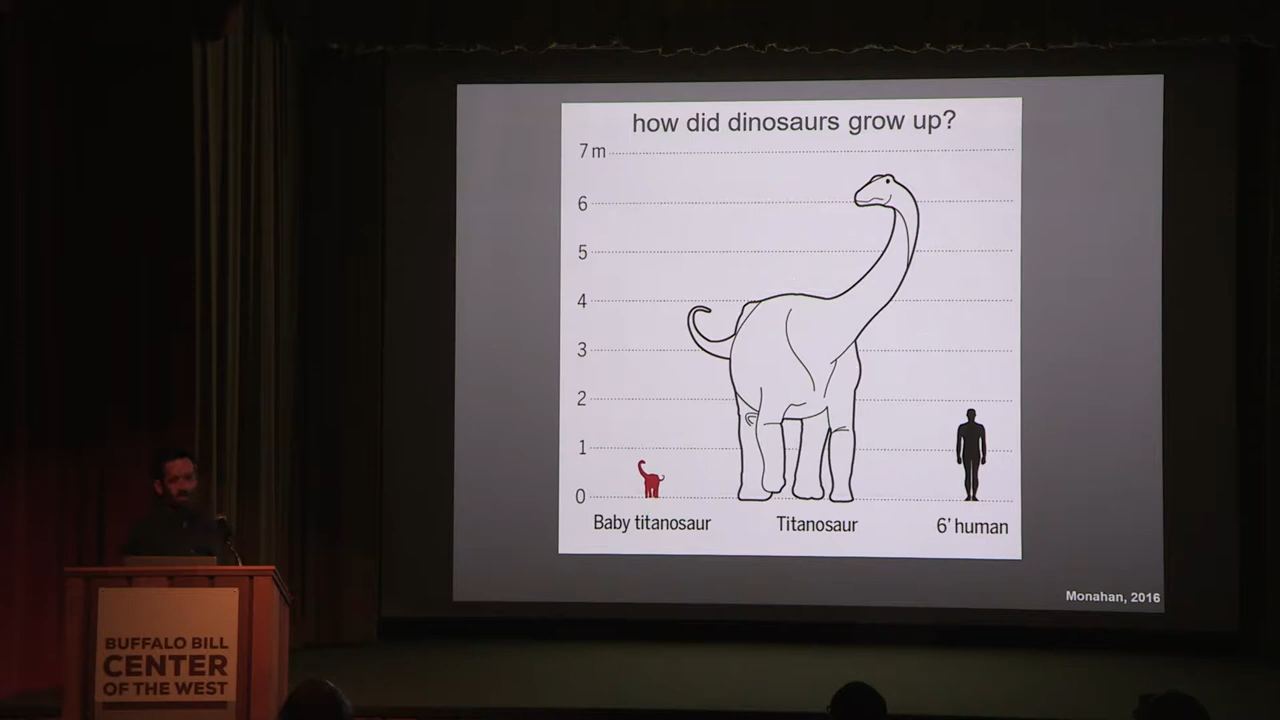 how did dinosaurs grow up?
7 m
6
5
4
3
2
1
0
Baby titanosaur
Titanosaur
6' human
Monahan, 2016
BUFFALO BILL
CENTER
OF THE WEST